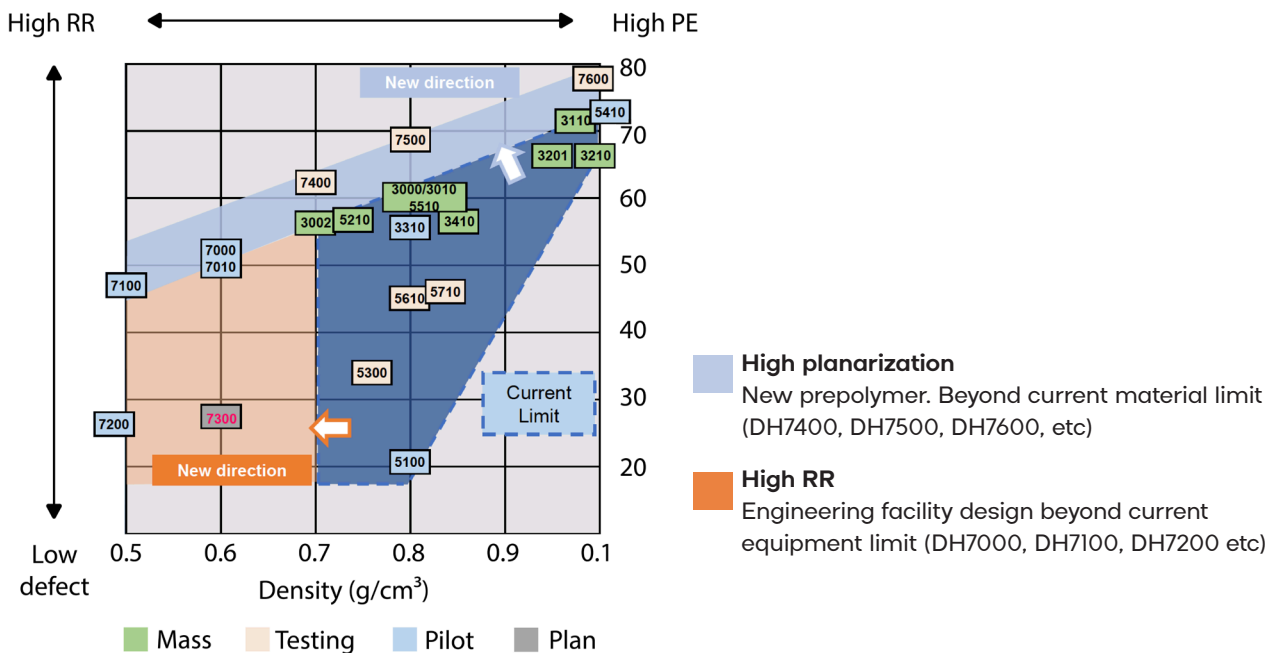 High RR
High PE
New direction
7600
80
3110
5410
70
7500
3201
3210
7400
3000/3010
5510
60
3002
5210
3310
3410
7000
7010
50
7100
5610
5710
40
5300
Current
Limit
30
7200
7300
New direction
5100
20
Low
defect
0.5
0.6
0.7
0.8
0.9
0.1
Density (g/cm³)
Mass
Testing
Pilot
Plan
High planarization
New prepolymer. Beyond current material limit
(DH7400, DH7500, DH7600, etc)
High RR
Engineering facility design beyond current
equipment limit (DH7000, DH7100, DH7200 etc)